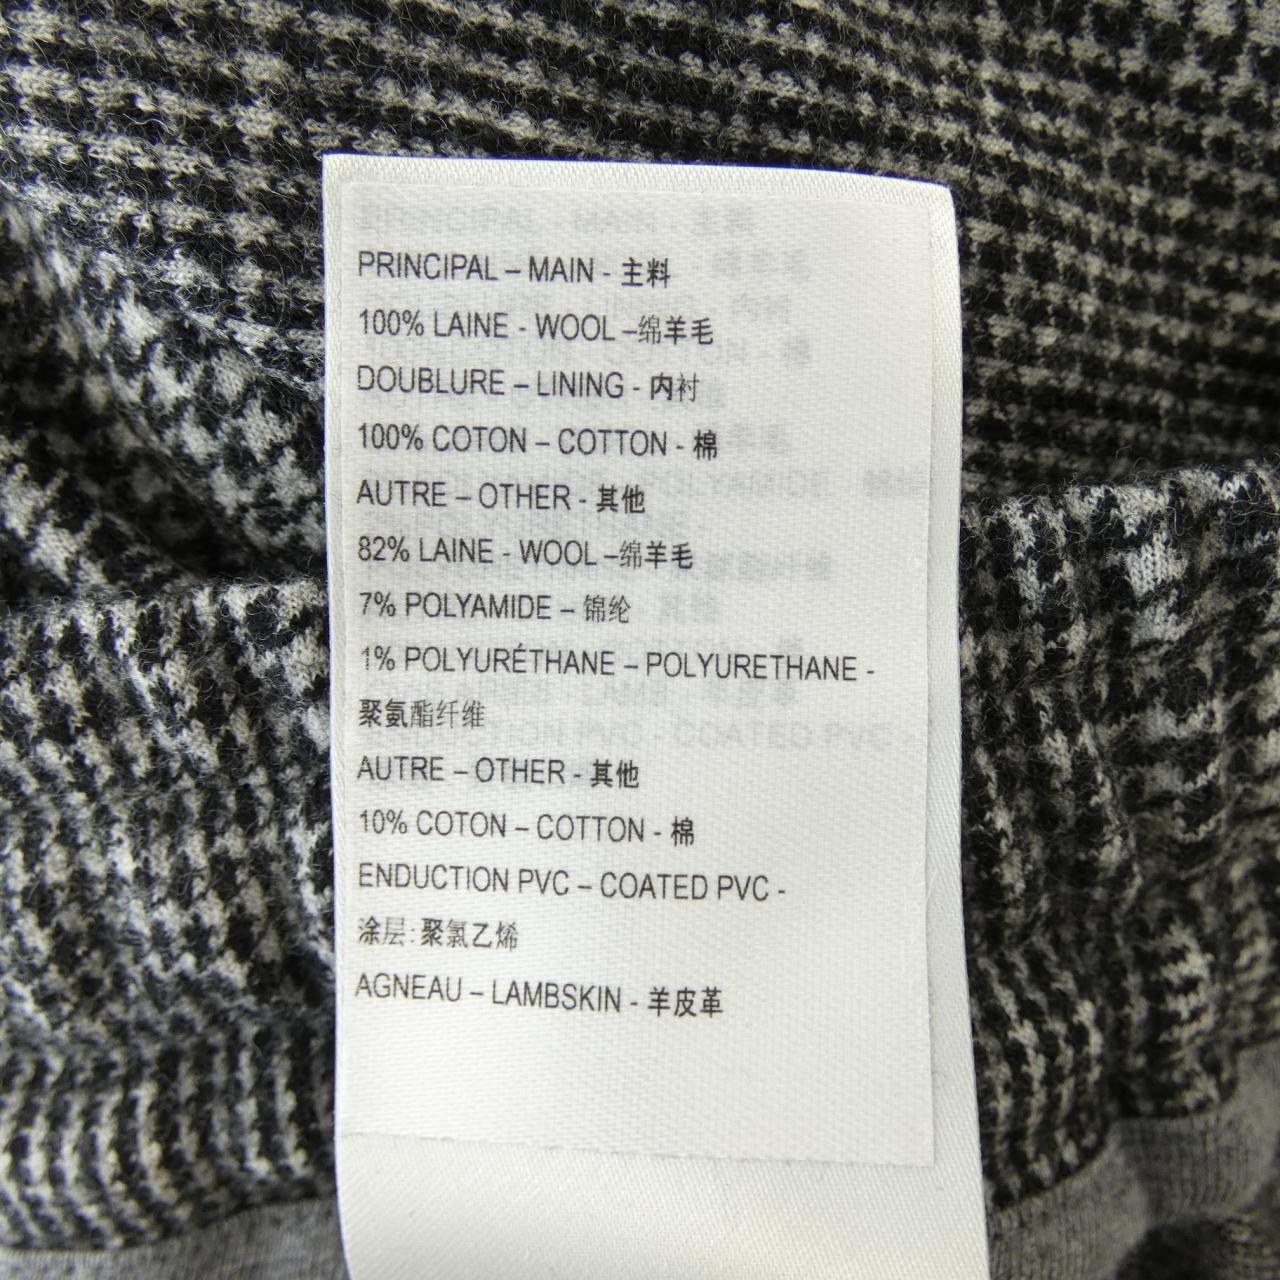 PRINCIPAL – MAIN - 主料
100% LAINE - WOOL –绵羊毛
DOUBLURE – LINING - 内衬
100% COTON – COTTON - 棉
AUTRE – OTHER - 其他
82% LAINE - WOOL –绵羊毛
7% POLYAMIDE – 锦纶
1% POLYURÉTHANE – POLYURETHANE -
聚氨酯纤维
AUTRE – OTHER - 其他
10% COTON – COTTON - 棉
ENDUCTION PVC – COATED PVC -
涂层:聚氯乙烯
AGNEAU – LAMBSKIN - 羊皮革